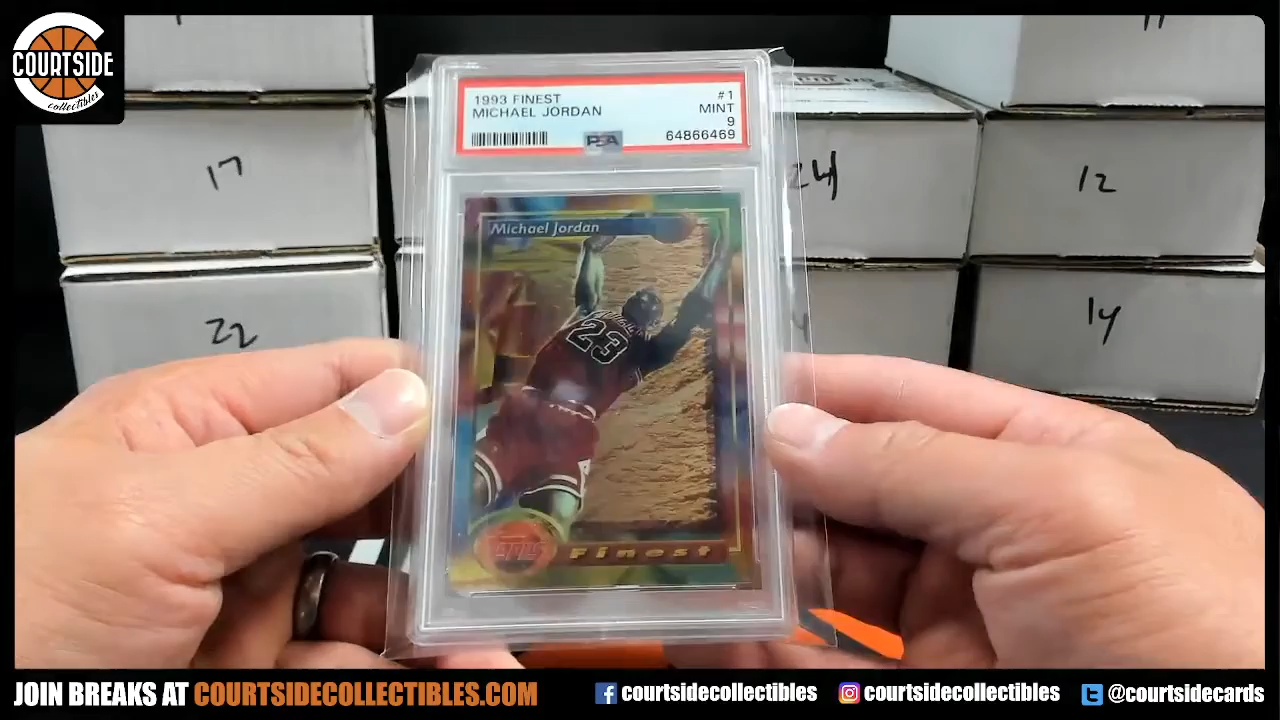 COURTSIDE
collectibles
17
22
24
12
14
1993 FINEST #1
MICHAEL JORDAN MINT
9
PSA 64866469
Michael Jordan
23
Finest
JOIN BREAKS AT COURTSIDECOLLECTIBLES.COM
courtsidecollectibles
courtsidecollectibles
@courtsidecards